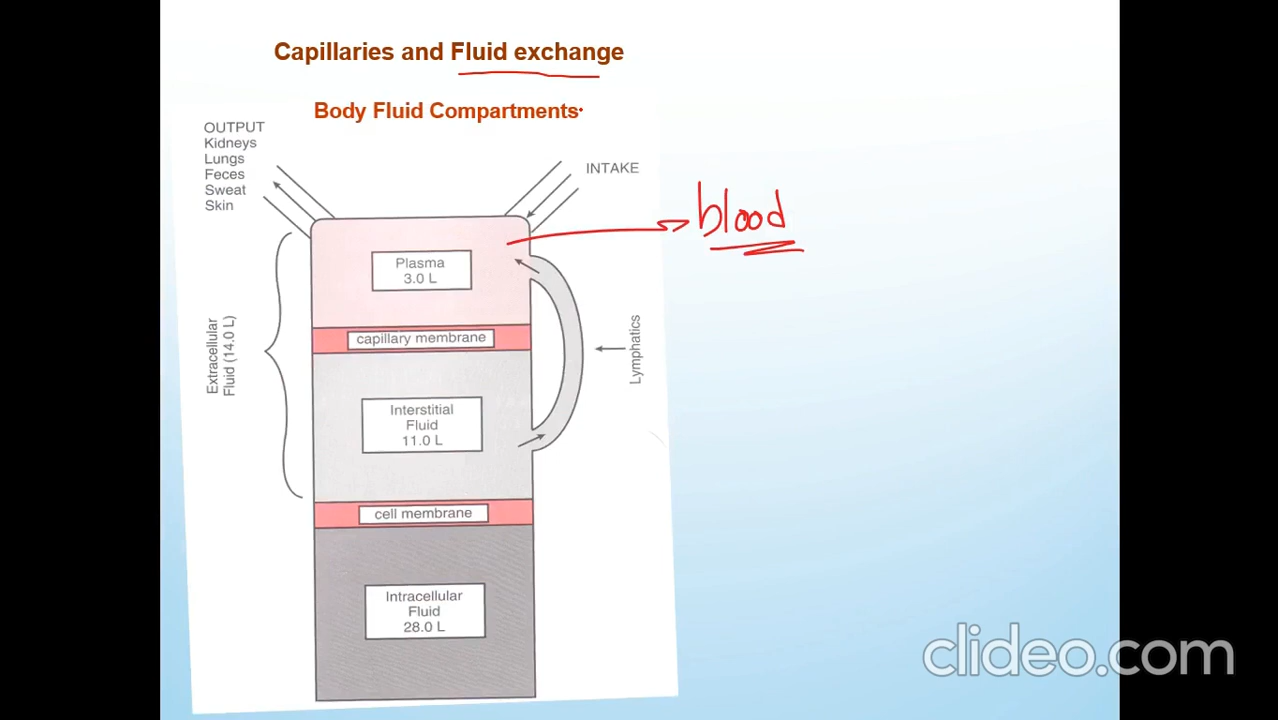 Capillaries and Fluid exchange
Body Fluid Compartments
OUTPUT
Kidneys
Lungs
Feces
Sweat
Skin
INTAKE
blood
Plasma
3.0 L
capillary membrane
Extracellular
Fluid (14.0 L)
Lymphatics
Interstitial
Fluid
11.0 L
cell membrane
Intracellular
Fluid
28.0 L
clideo.com